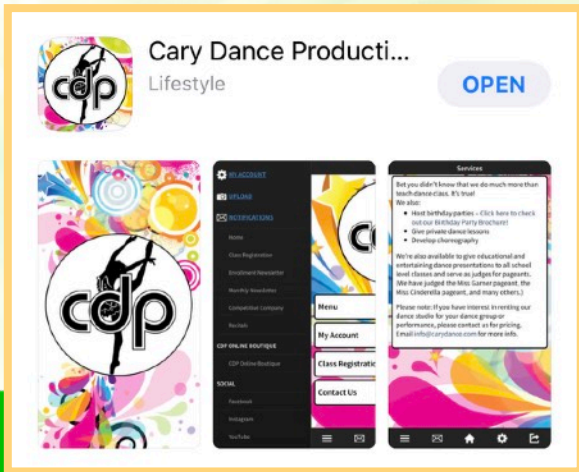 Cary Dance Producti...
Lifestyle
OPEN
cdp
cdp
MY ACCOUNT
UPLOAD
NOTIFICATIONS
Home
Class Registration
Enrollment Newsletter
Monthly Newsletter
Competitive Company
Recitals
CDP ONLINE BOUTIQUE
CDP Online Boutique
SOCIAL
Facebook
Instagram
YouTube
Menu
My Account
Class Registratio
Contact Us
Services
Bet you didn't know that we do much more than
teach dance class. It's true!
We also:
• Host birthday parties – Click here to check
out our Birthday Party Brochure!
• Give private dance lessons
• Develop choreography
We're also available to give educational and
entertaining dance presentations to all school
level classes and serve as judges for pageants.
(We have judged the Miss Garner pageant, the
Miss Cinderella pageant, and many others.)
Please note: If you have interest in renting our
dance studio for your dance group or
performance, please contact us for pricing.
Email info@carydance.com for more info.